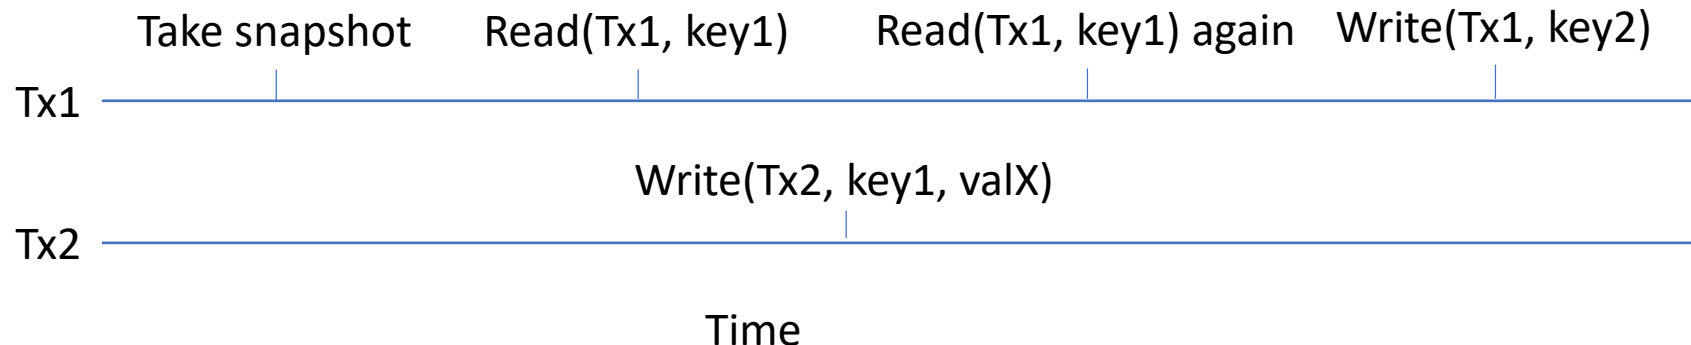 Take snapshot Read(Tx1, key1) Read(Tx1, key1) again Write(Tx1, key2)
Tx1
Write(Tx2, key1, valX)
Tx2
Time